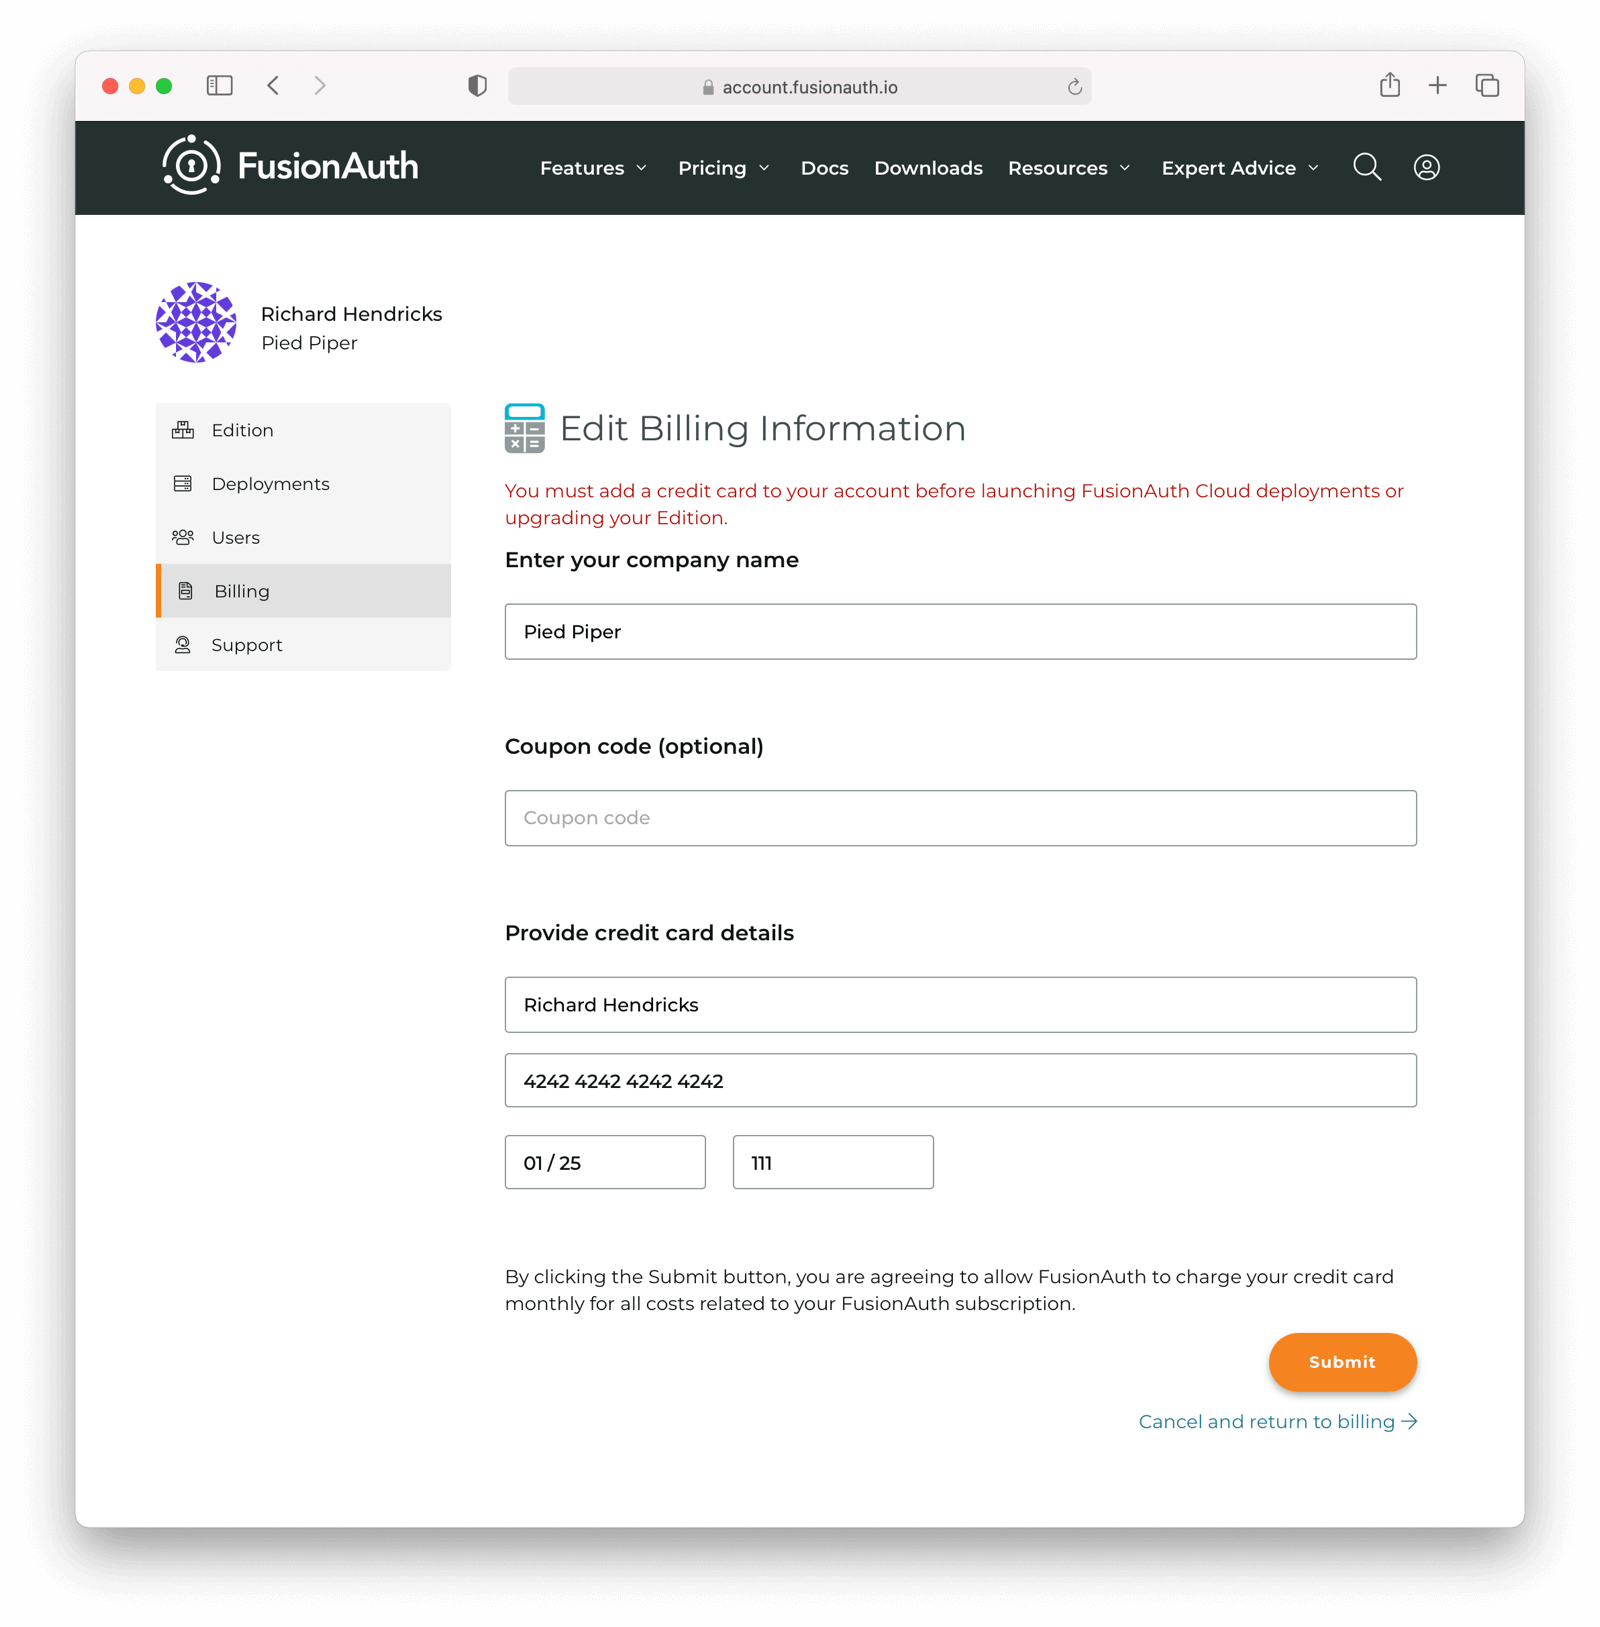 account.fusionauth.io
FusionAuth
Features Pricing Docs Downloads Resources Expert Advice
Richard Hendricks
Pied Piper
Edition
Deployments
Users
Billing
Support
Edit Billing Information
You must add a credit card to your account before launching FusionAuth Cloud deployments or
upgrading your Edition.
Enter your company name
Pied Piper
Coupon code (optional)
Coupon code
Provide credit card details
Richard Hendricks
4242 4242 4242 4242
01 / 25 111
By clicking the Submit button, you are agreeing to allow FusionAuth to charge your credit card
monthly for all costs related to your FusionAuth subscription.
Submit
Cancel and return to billing →